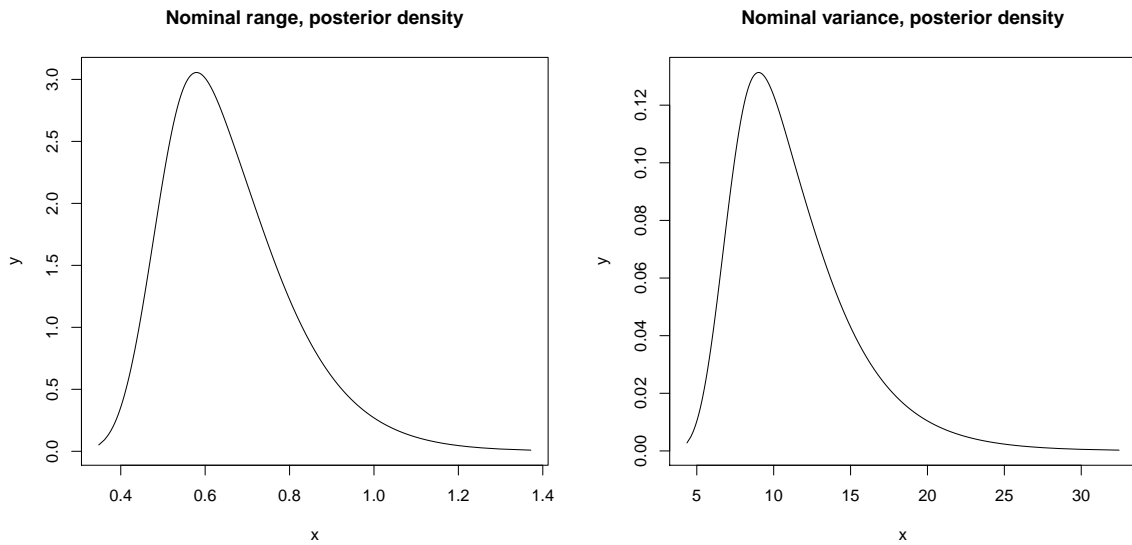 Nominal range, posterior density
3.0
2.5
2.0
1.5
1.0
0.5
0.0
y
0.4 0.6 0.8 1.0 1.2 1.4
x
Nominal variance, posterior density
0.12
0.10
0.08
0.06
0.04
0.02
0.00
y
5 10 15 20 25 30
x